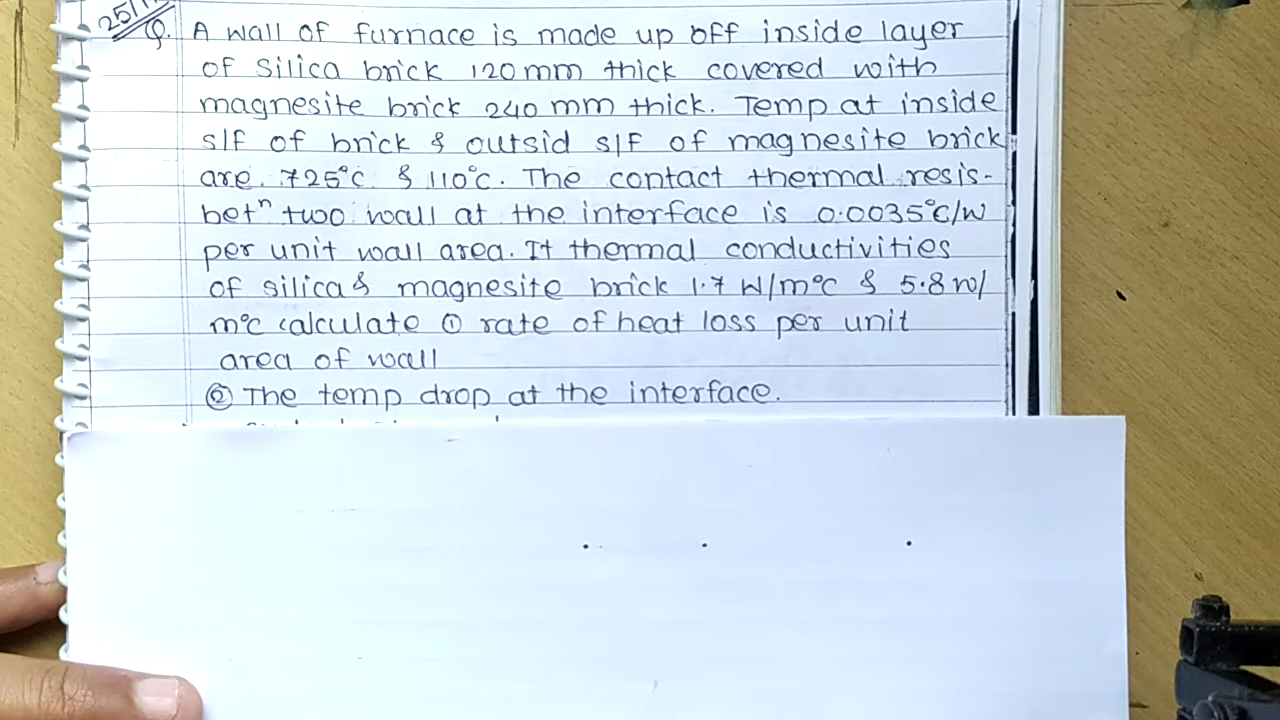 Q. A wall of furnace is made up off inside layer
of silica brick 120mm thick covered with
magnesite brick 240 mm thick. Temp at inside
s/f of brick & outsid s/f of magnesite brick
are. 725°c & 110°c. The contact thermal resis-
betⁿ two wall at the interface is 0.0035°c/w
per unit wall area. It thermal conductivities
of silica & magnesite brick 1.7 W/m°c & 5.8 w/
m°c calculate ① rate of heat loss per unit
area of wall
② The temp drop at the interface.